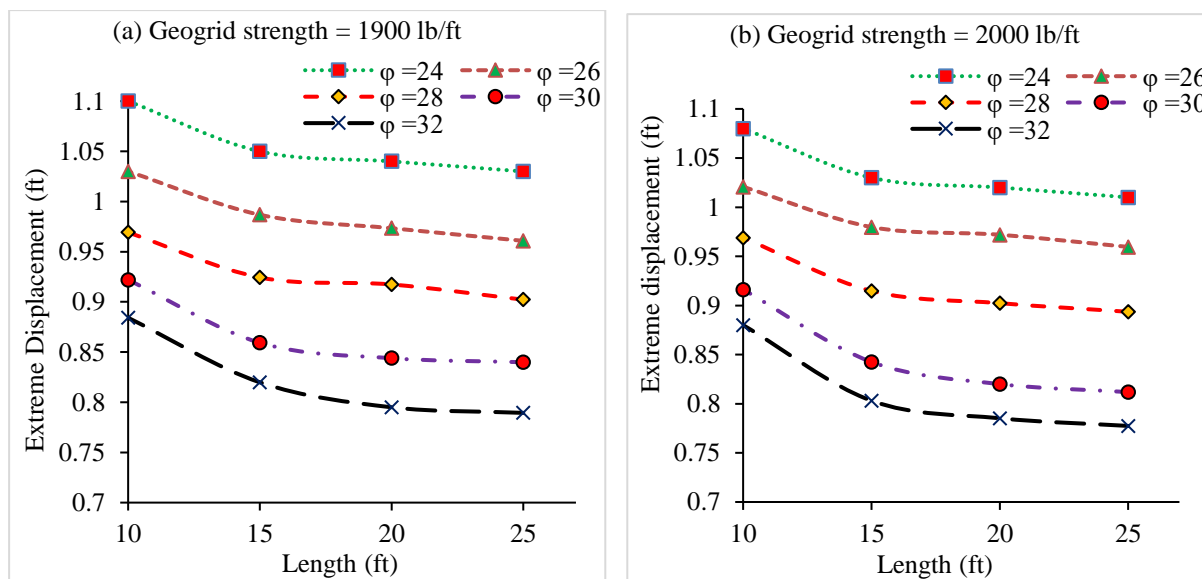 (a) Geogrid strength = 1900 lb/ft
φ =24
φ =26
φ =28
φ =30
φ =32
Extreme Displacement (ft)
1.1
1.05
1
0.95
0.9
0.85
0.8
0.75
0.7
10 15 20 25
Length (ft)
(b) Geogrid strength = 2000 lb/ft
φ =24
φ =26
φ =28
φ =30
φ =32
Extreme displacement (ft)
1.1
1.05
1
0.95
0.9
0.85
0.8
0.75
0.7
10 15 20 25
Length (ft)